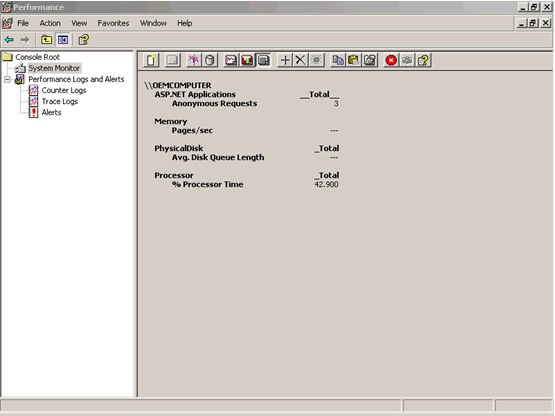 Performance
File Action View Favorites Window Help
Console Root
System Monitor
Performance Logs and Alerts
Counter Logs
Trace Logs
Alerts
\\OEMCOMPUTER
ASP.NET Applications __Total__
Anonymous Requests 3
Memory
Pages/sec ---
PhysicalDisk _Total
Avg. Disk Queue Length ---
Processor _Total
% Processor Time 42.900